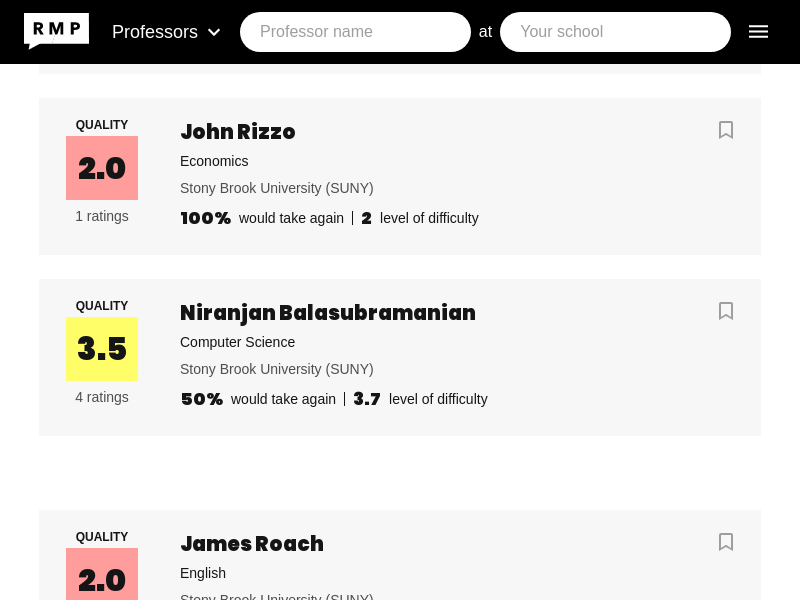 RMP
Professors
Professor name
at
Your school
QUALITY
2.0
1 ratings
John Rizzo
Economics
Stony Brook University (SUNY)
100% would take again | 2 level of difficulty
QUALITY
3.5
4 ratings
Niranjan Balasubramanian
Computer Science
Stony Brook University (SUNY)
50% would take again | 3.7 level of difficulty
QUALITY
2.0
James Roach
English
Stony Brook University (SUNY)